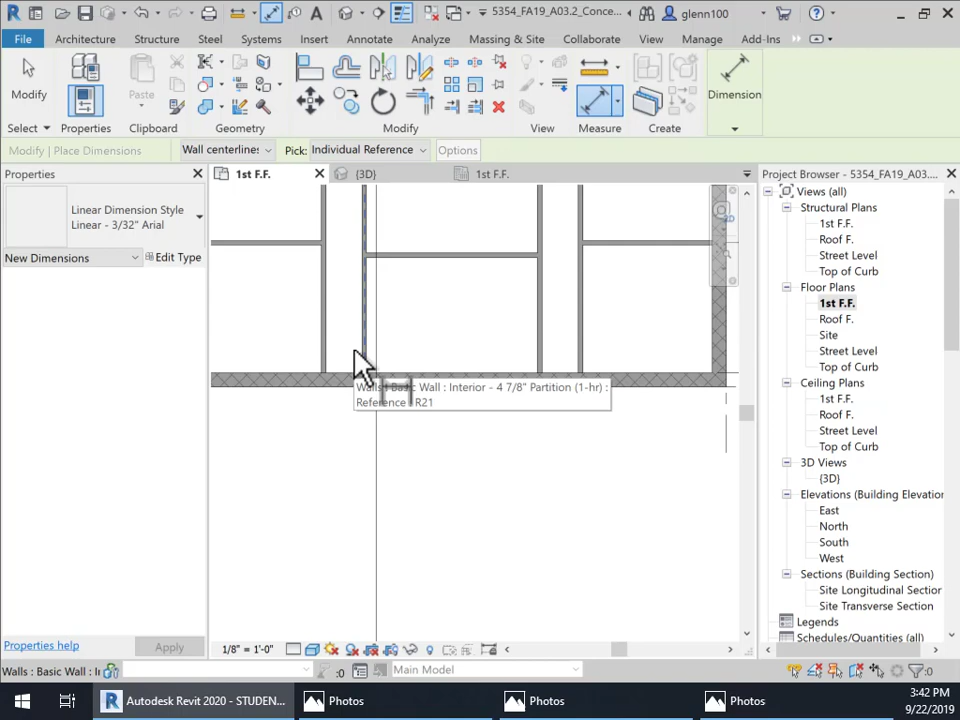 5354_FA19_A03.2_Conce...
glenn100
File
Architecture
Structure
Steel
Systems
Insert
Annotate
Analyze
Massing & Site
Collaborate
View
Manage
Add-Ins
Modify
Paste
Dimension
Select
Properties
Clipboard
Geometry
Modify
View
Measure
Create
Modify | Place Dimensions
Wall centerline:
Pick:
Individual Reference
Options
Properties
1st F.F.
{3D}
1st F.F.
Project Browser - 5354_FA19_A03....
Linear Dimension Style
Linear - 3/32" Arial
New Dimensions
Edit Type
Views (all)
Structural Plans
1st F.F.
Roof F.
Street Level
Top of Curb
Floor Plans
1st F.F.
Roof F.
Site
Street Level
Top of Curb
Ceiling Plans
1st F.F.
Roof F.
Street Level
Top of Curb
3D Views
{3D}
Elevations (Building Elevation
East
North
South
West
Sections (Building Section)
Site Longitudinal Section
Site Transverse Section
Legends
Schedules/Quantities (all)
Walls : Basic Wall : Interior - 4 7/8" Partition (1-hr) :
Reference : R21
Properties help
Apply
1/8" = 1'-0"
Walls : Basic Wall : Ir
:0
Main Model
:0
Autodesk Revit 2020 - STUDEN...
Photos
Photos
Photos
3:42 PM
9/22/2019